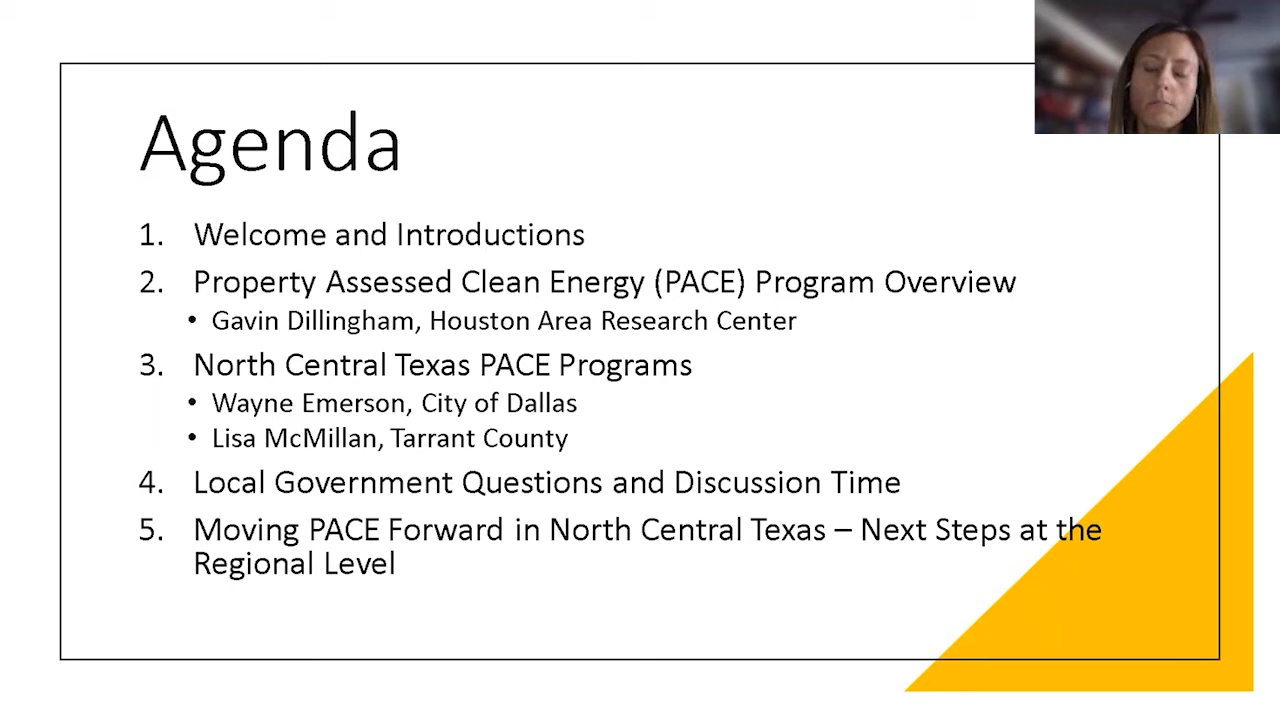 Agenda
1. Welcome and Introductions
2. Property Assessed Clean Energy (PACE) Program Overview
• Gavin Dillingham, Houston Area Research Center
3. North Central Texas PACE Programs
• Wayne Emerson, City of Dallas
• Lisa McMillan, Tarrant County
4. Local Government Questions and Discussion Time
5. Moving PACE Forward in North Central Texas – Next Steps at the
Regional Level